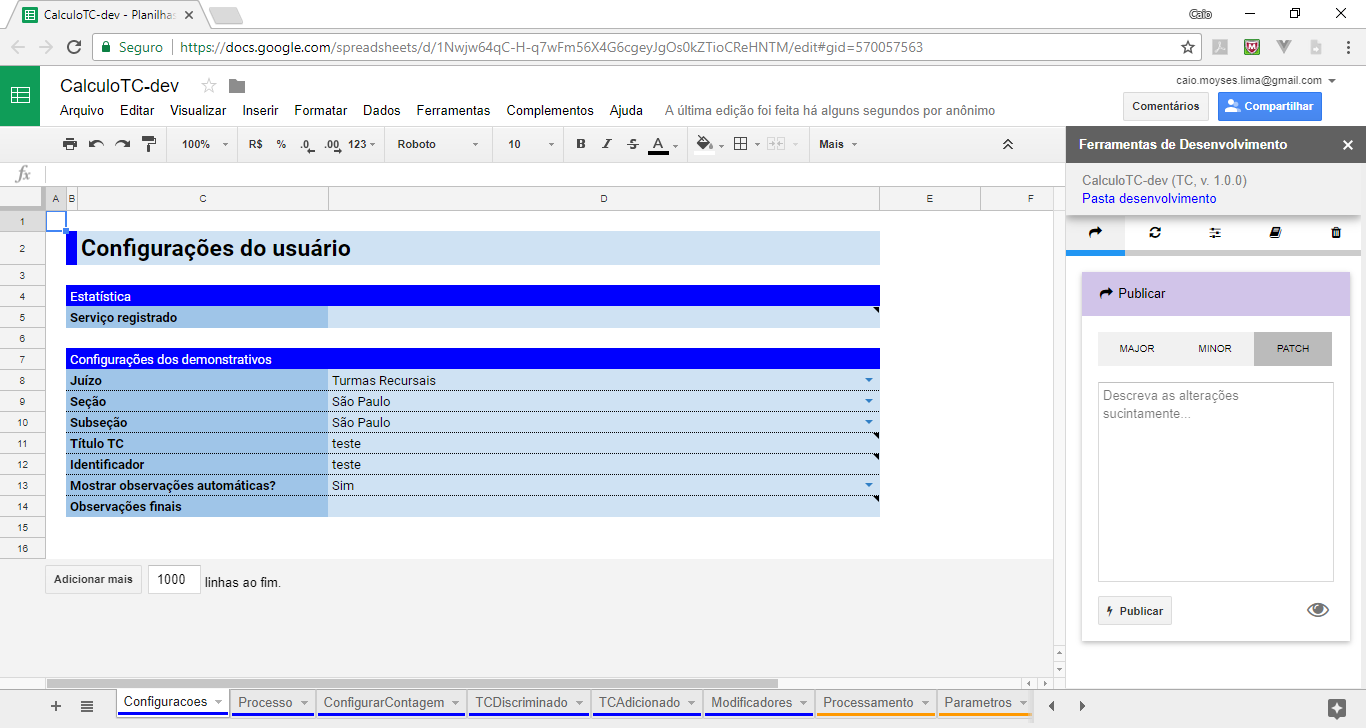 CalculoTC-dev - Planilhas
Caio
Seguro
https://docs.google.com/spreadsheets/d/1Nwjw64qC-H-q7wFm56X4G6cgeyJgOs0kZTioCReHNTM/edit#gid=570057563
CalculoTC-dev
caio.moyses.lima@gmail.com
Arquivo Editar Visualizar Inserir Formatar Dados Ferramentas Complementos Ajuda A última edição foi feita há alguns segundos por anônimo
Comentários Compartilhar
100% R$ % .0 .00 123 Roboto 10 B I S A Mais
fx
Ferramentas de Desenvolvimento
CalculoTC-dev (TC, v. 1.0.0)
Pasta desenvolvimento
A B C D E F
1
2 Configurações do usuário
3
4 Estatística
5 Serviço registrado
6
7 Configurações dos demonstrativos
8 Juízo Turmas Recursais
9 Seção São Paulo
10 Subseção São Paulo
11 Título TC teste
12 Identificador teste
13 Mostrar observações automáticas? Sim
14 Observações finais
15
16
Adicionar mais 1000 linhas ao fim.
Publicar
MAJOR MINOR PATCH
Descreva as alterações
sucintamente...
Publicar
Configuracoes Processo ConfigurarContagem TCDiscriminado TCAdicionado Modificadores Processamento Parametros